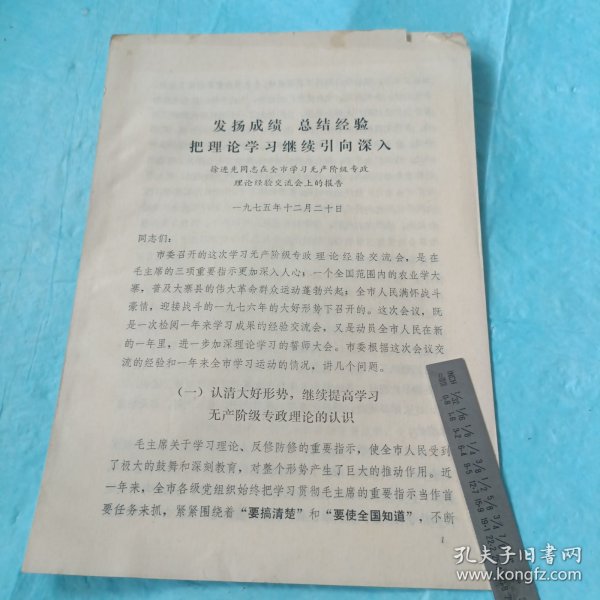 发扬成绩 总结经验
把理论学习继续引向深入
徐进先同志在全市学习无产阶级专政
理论经验交流会上的报告
一九七五年十二月二十日
同志们：
市委召开的这次学习无产阶级专政理论经验交流会，是在
毛主席的三项重要指示更加深入人心；一个全国范围内的农业学大
寨，普及大寨县的伟大革命群众运动蓬勃兴起；全市人民满怀战斗
豪情，迎接战斗的一九七六年的大好形势下召开的。这次会议，既
是一次检阅一年来学习成果的经验交流会，又是动员全市人民在新
的一年里，进一步加深理论学习的誓师大会。市委根据这次会议交
流的经验和一年来全市学习运动的情况，讲几个问题。
（一）认清大好形势，继续提高学习
无产阶级专政理论的认识
毛主席关于学习理论、反修防修的重要指示，使全市人民受到
了极大的鼓舞和深刻教育，对整个形势产生了巨大的推动作用。近
一年来，全市各级党组织始终把学习贯彻毛主席的重要指示当作首
要任务来抓，紧紧围绕着“要搞清楚”和“要使全国知道”，不断
1
孔夫子旧书网
www.kongfz.com